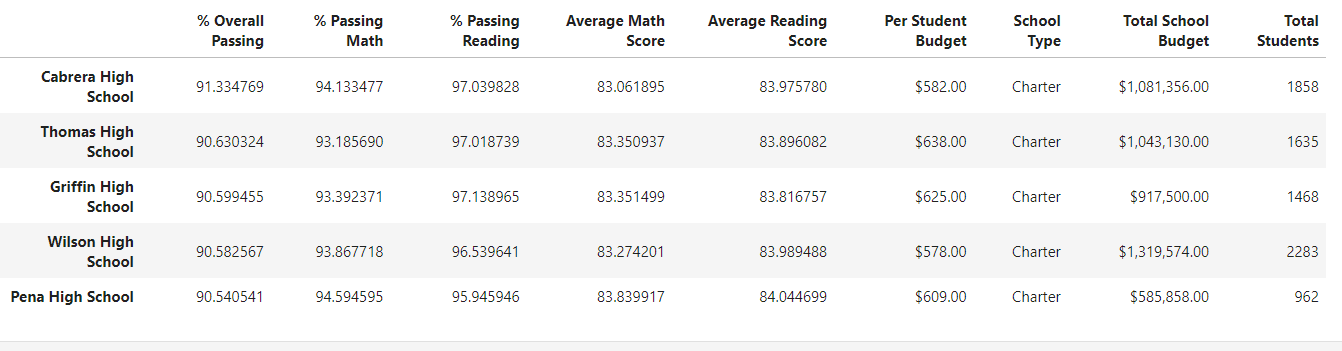 % Overall Passing % Passing Math % Passing Reading Average Math Score Average Reading Score Per Student Budget School Type Total School Budget Total Students
Cabrera High School 91.334769 94.133477 97.039828 83.061895 83.975780 $582.00 Charter $1,081,356.00 1858
Thomas High School 90.630324 93.185690 97.018739 83.350937 83.896082 $638.00 Charter $1,043,130.00 1635
Griffin High School 90.599455 93.392371 97.138965 83.351499 83.816757 $625.00 Charter $917,500.00 1468
Wilson High School 90.582567 93.867718 96.539641 83.274201 83.989488 $578.00 Charter $1,319,574.00 2283
Pena High School 90.540541 94.594595 95.945946 83.839917 84.044699 $609.00 Charter $585,858.00 962